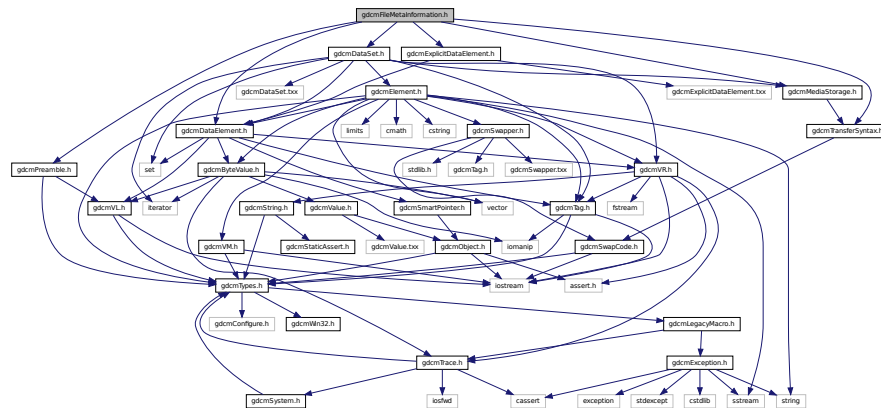 gdcmFileMetaInformation.h
gdcmDataSet.h
gdcmExplicitDataElement.h
gdcmDataSet.txx
gdcmElement.h
gdcmExplicitDataElement.txx
gdcmMediaStorage.h
gdcmDataElement.h
limits
cmath
cstring
gdcmSwapper.h
gdcmTransferSyntax.h
gdcmPreamble.h
set
gdcmByteValue.h
stdlib.h
gdcmTag.h
gdcmSwapper.txx
gdcmVR.h
gdcmVL.h
iterator
gdcmString.h
gdcmValue.h
gdcmSmartPointer.h
vector
gdcmTag.h
fstream
gdcmVM.h
gdcmStaticAssert.h
gdcmValue.txx
gdcmObject.h
iomanip
gdcmSwapCode.h
gdcmTypes.h
iostream
assert.h
gdcmConfigure.h
gdcmWin32.h
gdcmLegacyMacro.h
gdcmTrace.h
gdcmException.h
gdcmSystem.h
iosfwd
cassert
exception
stdexcept
cstdlib
sstream
string